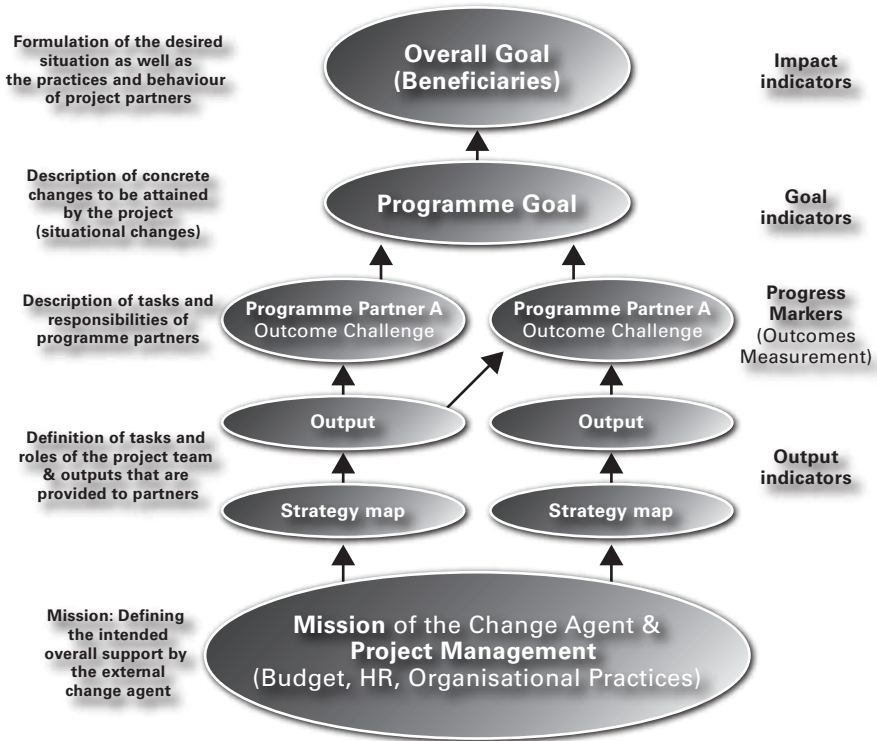 Formulation of the desired
situation as well as
the practices and behaviour
of project partners
Overall Goal
(Beneficiaries)
Impact
indicators
Description of concrete
changes to be attained
by the project
(situational changes)
Programme Goal
Goal
indicators
Description of tasks and
responsibilities of
programme partners
Programme Partner A
Outcome Challenge
Programme Partner A
Outcome Challenge
Progress
Markers
(Outcomes
Measurement)
Definition of tasks and
roles of the project team
& outputs that are
provided to partners
Output
Output
Strategy map
Strategy map
Output
indicators
Mission: Defining
the intended
overall support by
the external
change agent
Mission of the Change Agent &
Project Management
(Budget, HR, Organisational Practices)